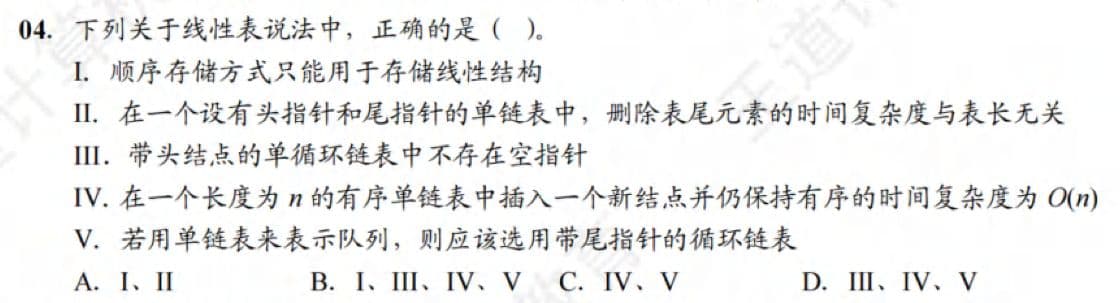 04. 下列关于线性表说法中，正确的是（ ）。
I. 顺序存储方式只能用于存储线性结构
II. 在一个设有头指针和尾指针的单链表中，删除表尾元素的时间复杂度与表长无关
III. 带头结点的单循环链表中不存在空指针
IV. 在一个长度为 n 的有序单链表中插入一个新结点并仍保持有序的时间复杂度为 O(n)
V. 若用单链表来表示队列，则应该选用带尾指针的循环链表
A. I、II B. I、III、IV、V C. IV、V D. III、IV、V